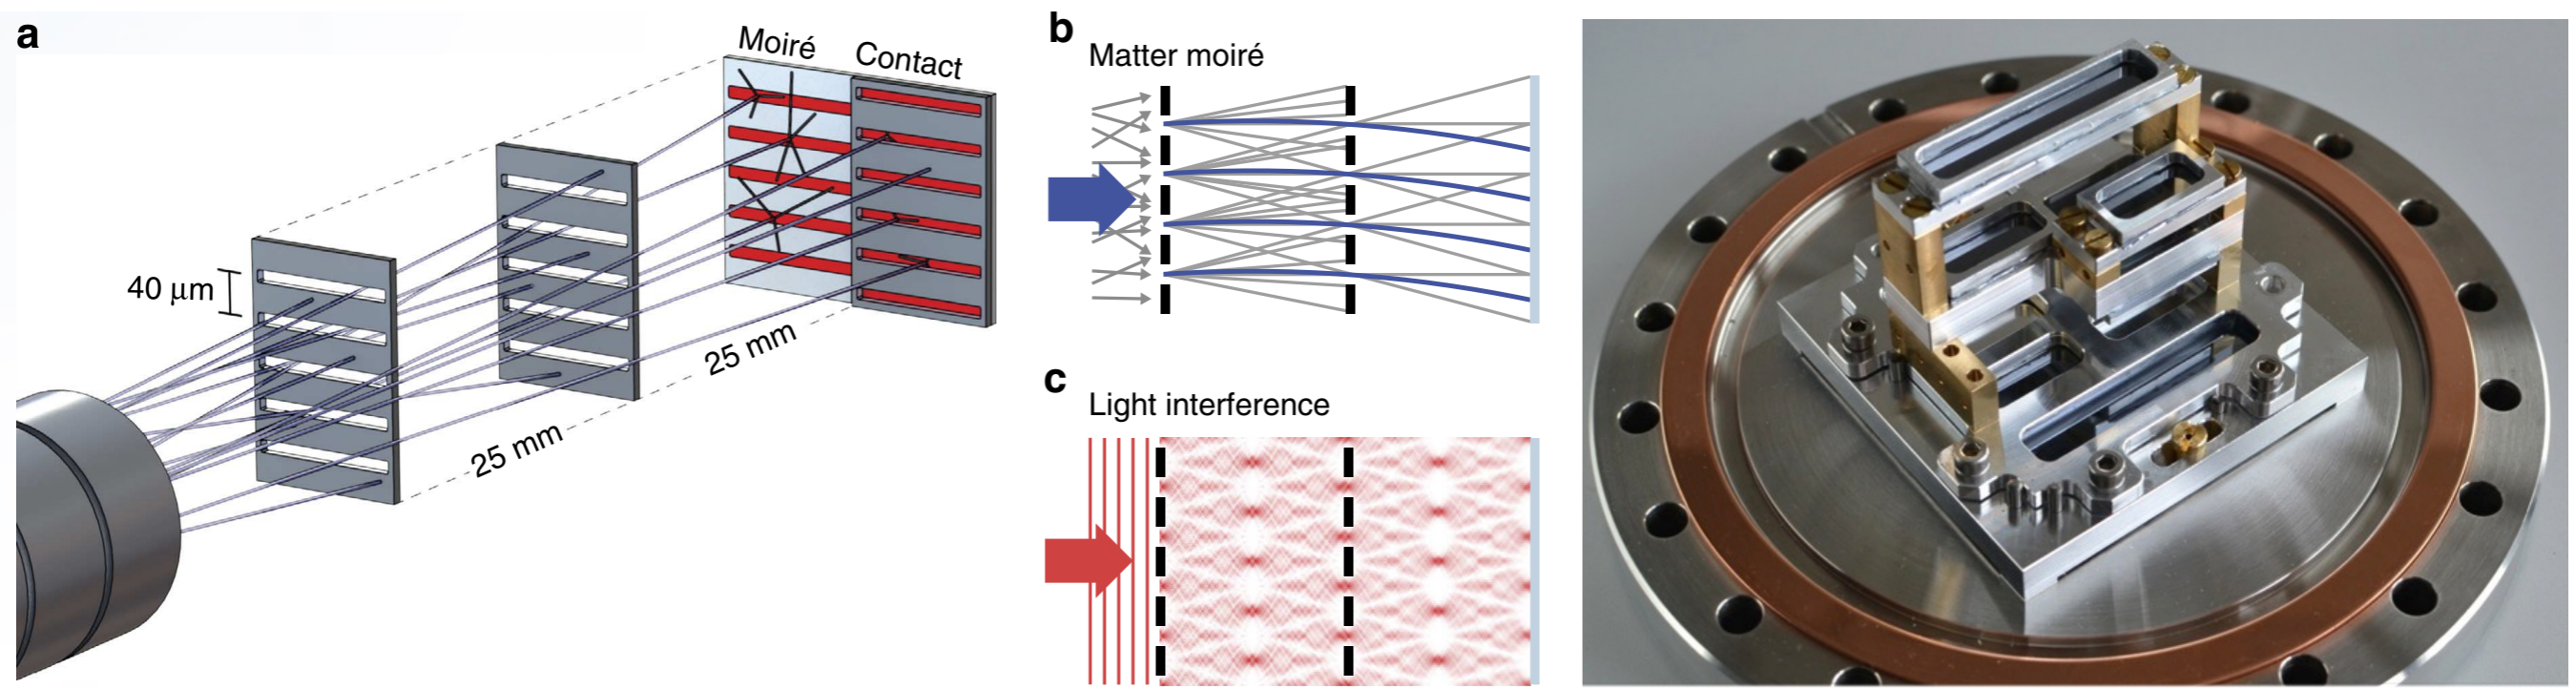 a
Moiré
Contact
40 µm
25 mm
25 mm
b
Matter moiré
c
Light interference